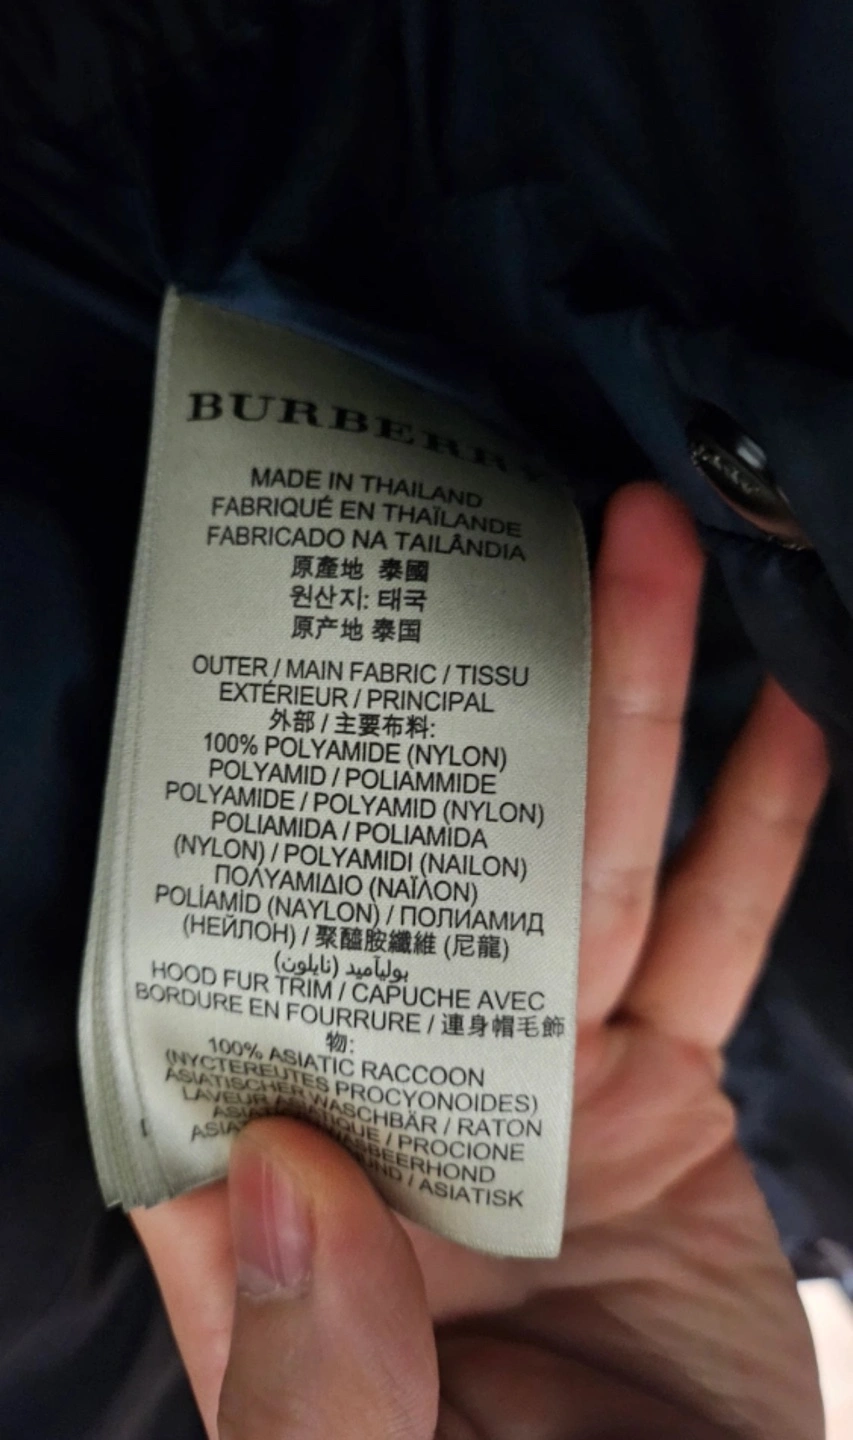 BURBERRY
MADE IN THAILAND
FABRIQUÉ EN THAÏLANDE
FABRICADO NA TAILÂNDIA
原產地 泰國
원산지: 태국
原产地 泰国
OUTER / MAIN FABRIC / TISSU
EXTÉRIEUR / PRINCIPAL
外部 / 主要布料:
100% POLYAMIDE (NYLON)
POLYAMID / POLIAMMIDE
POLYAMIDE / POLYAMID (NYLON)
POLIAMIDA / POLIAMIDA
(NYLON) / POLYAMIDI (NAILON)
ΠΟΛΥΑΜΙΔΙΟ (ΝΑΪΛΟΝ)
POLİAMİD (NAYLON) / ПОЛИАМИД
(НЕЙЛОН) / 聚醯胺纖維 (尼龍)
بوليآميد (نايلون)
HOOD FUR TRIM / CAPUCHE AVEC
BORDURE EN FOURRURE / 連身帽毛飾
物:
100% ASIATIC RACCOON
(NYCTEREUTES PROCYONOIDES)
ASIATISCHER WASCHBÄR / RATON
LAVEUR ASIATIQUE / PROCIONE
/ ASIATISK